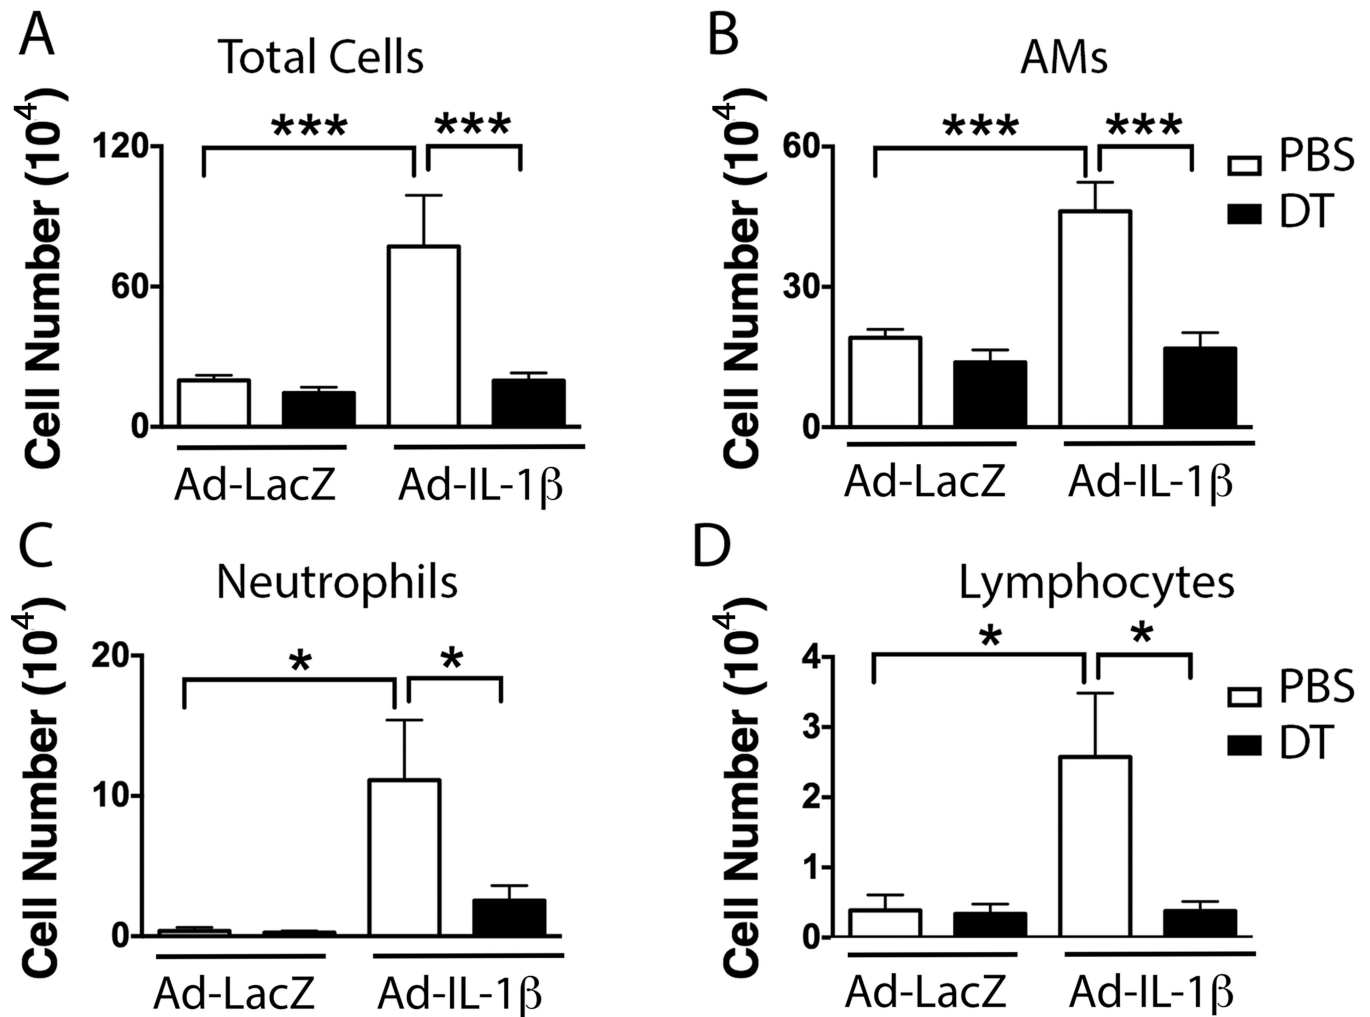 A
Total Cells
Cell Number (10⁴)
***
***
120
60
0
Ad-LacZ
Ad-IL-1β
B
AMs
Cell Number (10⁴)
***
***
60
30
0
Ad-LacZ
Ad-IL-1β
PBS
DT
C
Neutrophils
Cell Number (10⁴)
*
*
20
10
0
Ad-LacZ
Ad-IL-1β
D
Lymphocytes
Cell Number (10⁴)
*
*
4
3
2
1
0
Ad-LacZ
Ad-IL-1β
PBS
DT